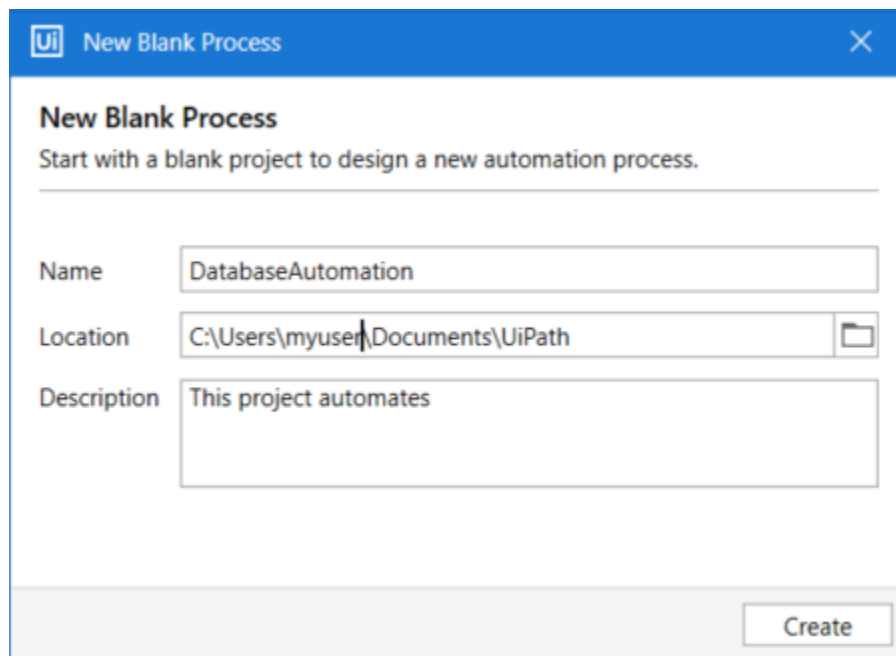 Ui New Blank Process
New Blank Process
Start with a blank project to design a new automation process.
Name DatabaseAutomation
Location C:\Users\myuser\Documents\UiPath
Description This project automates
Create